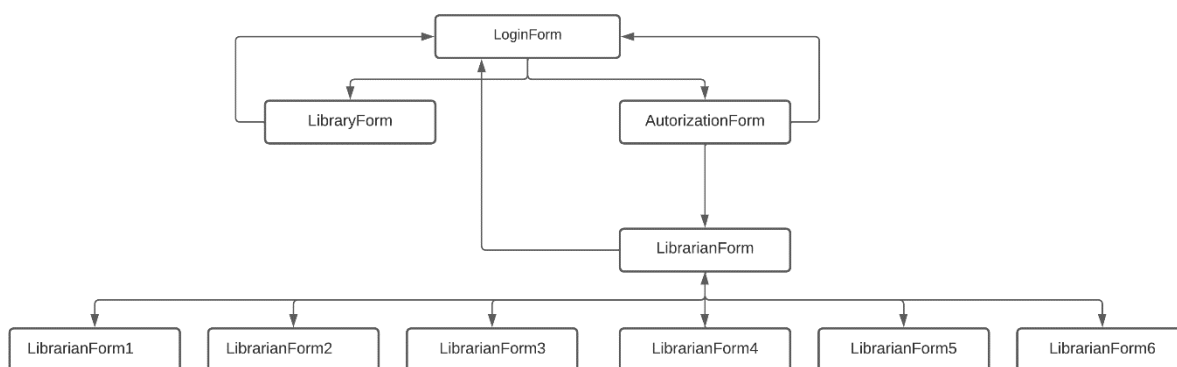 LoginForm
LibraryForm
AutorizationForm
LibrarianForm
LibrarianForm1
LibrarianForm2
LibrarianForm3
LibrarianForm4
LibrarianForm5
LibrarianForm6